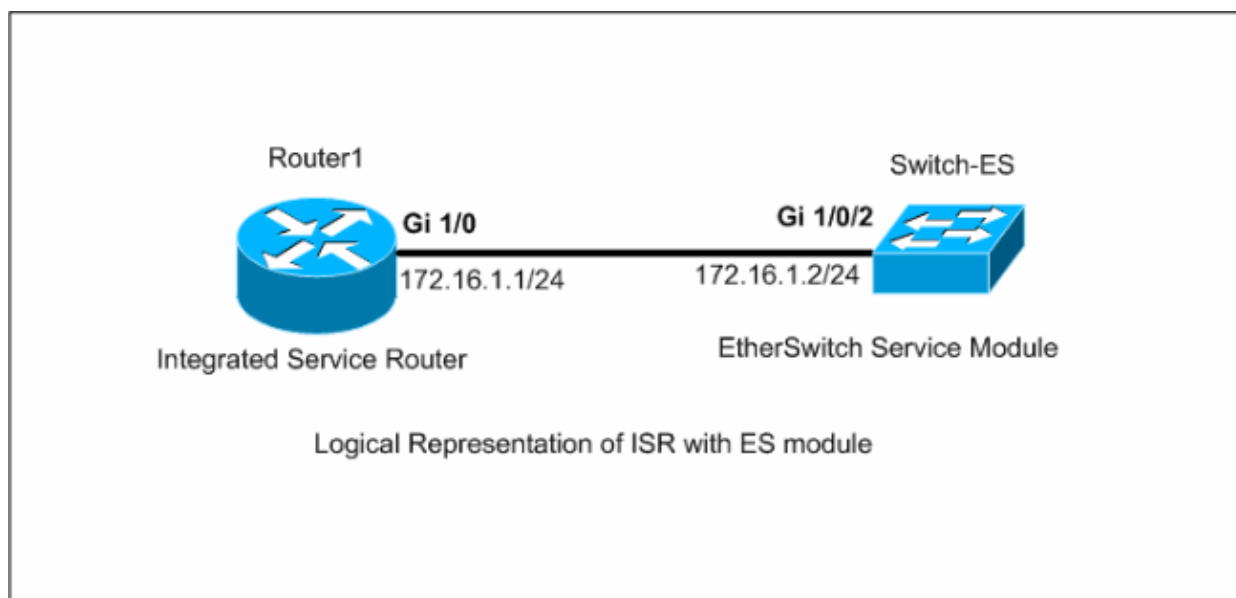 Router1
Switch-ES
Gi 1/0
Gi 1/0/2
172.16.1.1/24
172.16.1.2/24
Integrated Service Router
EtherSwitch Service Module
Logical Representation of ISR with ES module